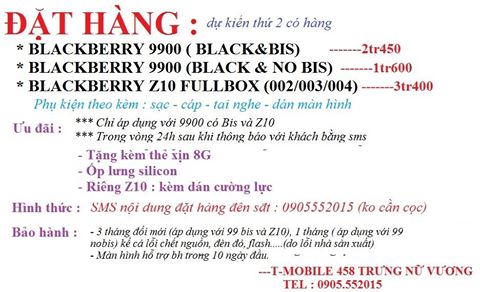 ĐẶT HÀNG : dự kiến thứ 2 có hàng
* BLACKBERRY 9900 ( BLACK&BIS) -------2tr450
* BLACKBERRY 9900 (BLACK & NO BIS) -------1tr600
* BLACKBERRY Z10 FULLBOX (002/003/004) -------3tr400
Phụ kiện theo kèm : sạc - cáp - tai nghe - dán màn hình
Ưu đãi : *** Chỉ áp dụng với 9900 có Bis và Z10
*** Trong vòng 24h sau khi thông báo với khách bằng sms
- Tặng kèm thẻ xịn 8G
- Ốp lưng silicon
- Riêng Z10 : kèm dán cường lực
Hình thức : SMS nội dung đặt hàng đên sđt : 0905552015 (ko cần cọc)
Bảo hành : - 3 tháng đổi mới (áp dụng với 99 bis và Z10), 1 tháng ( áp dụng với 99
nobis) kể cả lỗi chết nguồn, đèn đỏ, flash.....(do lỗi nhà sản xuất)
- Màn hình hỗ trợ bh trong 10 ngày đầu.
---T-MOBILE 458 TRƯNG NỮ VƯƠNG
TEL : 0905.552015